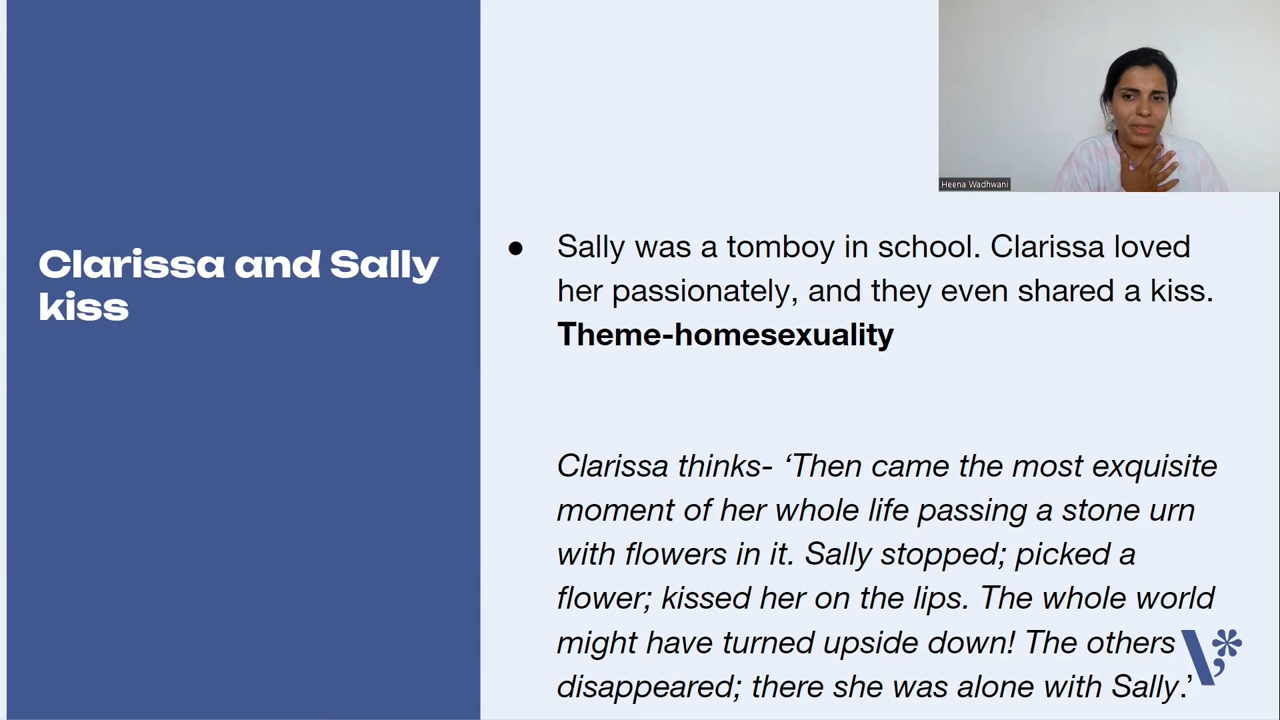 Heena Wadhwani
Clarissa and Sally
kiss
● Sally was a tomboy in school. Clarissa loved
her passionately, and they even shared a kiss.
Theme-homesexuality
Clarissa thinks- ‘Then came the most exquisite
moment of her whole life passing a stone urn
with flowers in it. Sally stopped; picked a
flower; kissed her on the lips. The whole world
might have turned upside down! The others
disappeared; there she was alone with Sally.’